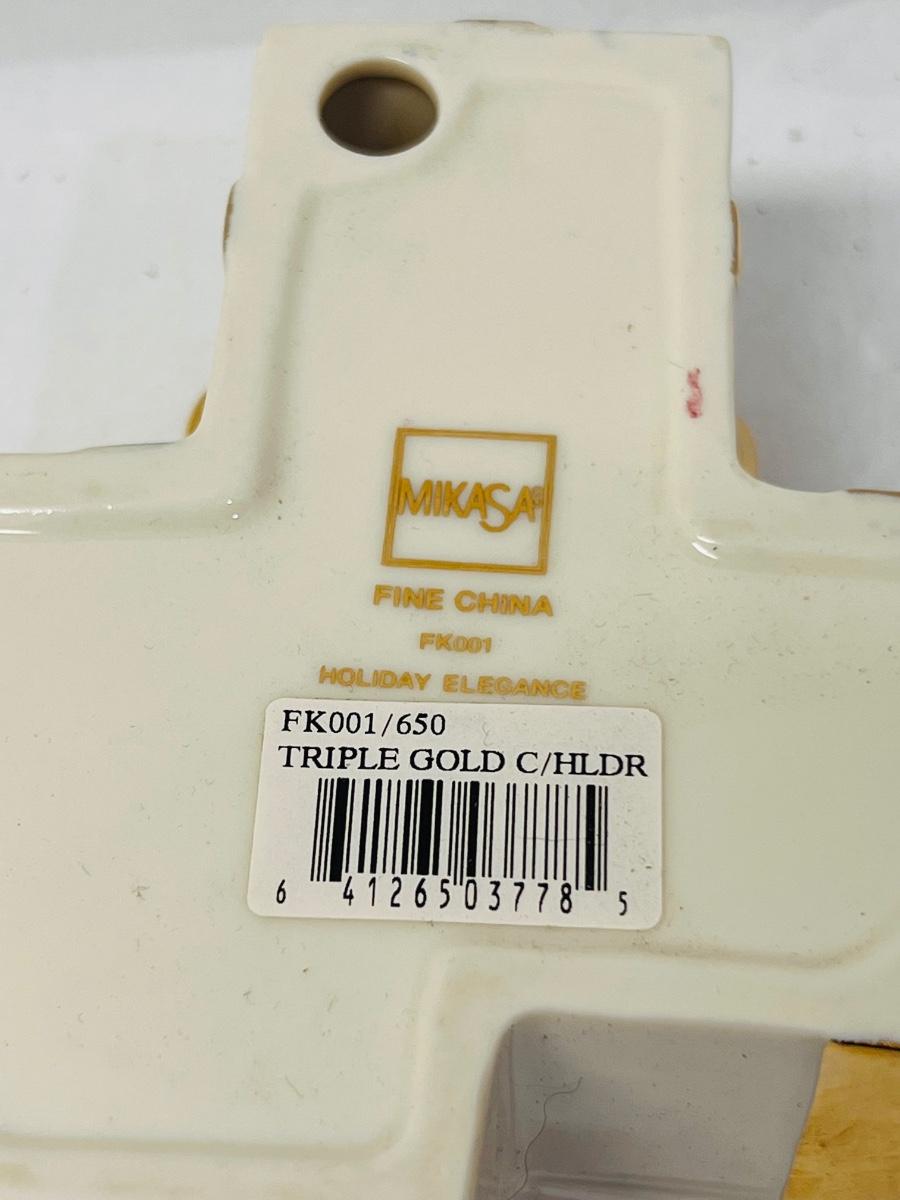 MIKASA®
FINE CHINA
FK001
HOLIDAY ELEGANCE
FK001/650
TRIPLE GOLD C/HLDR
6 41265 03778 5